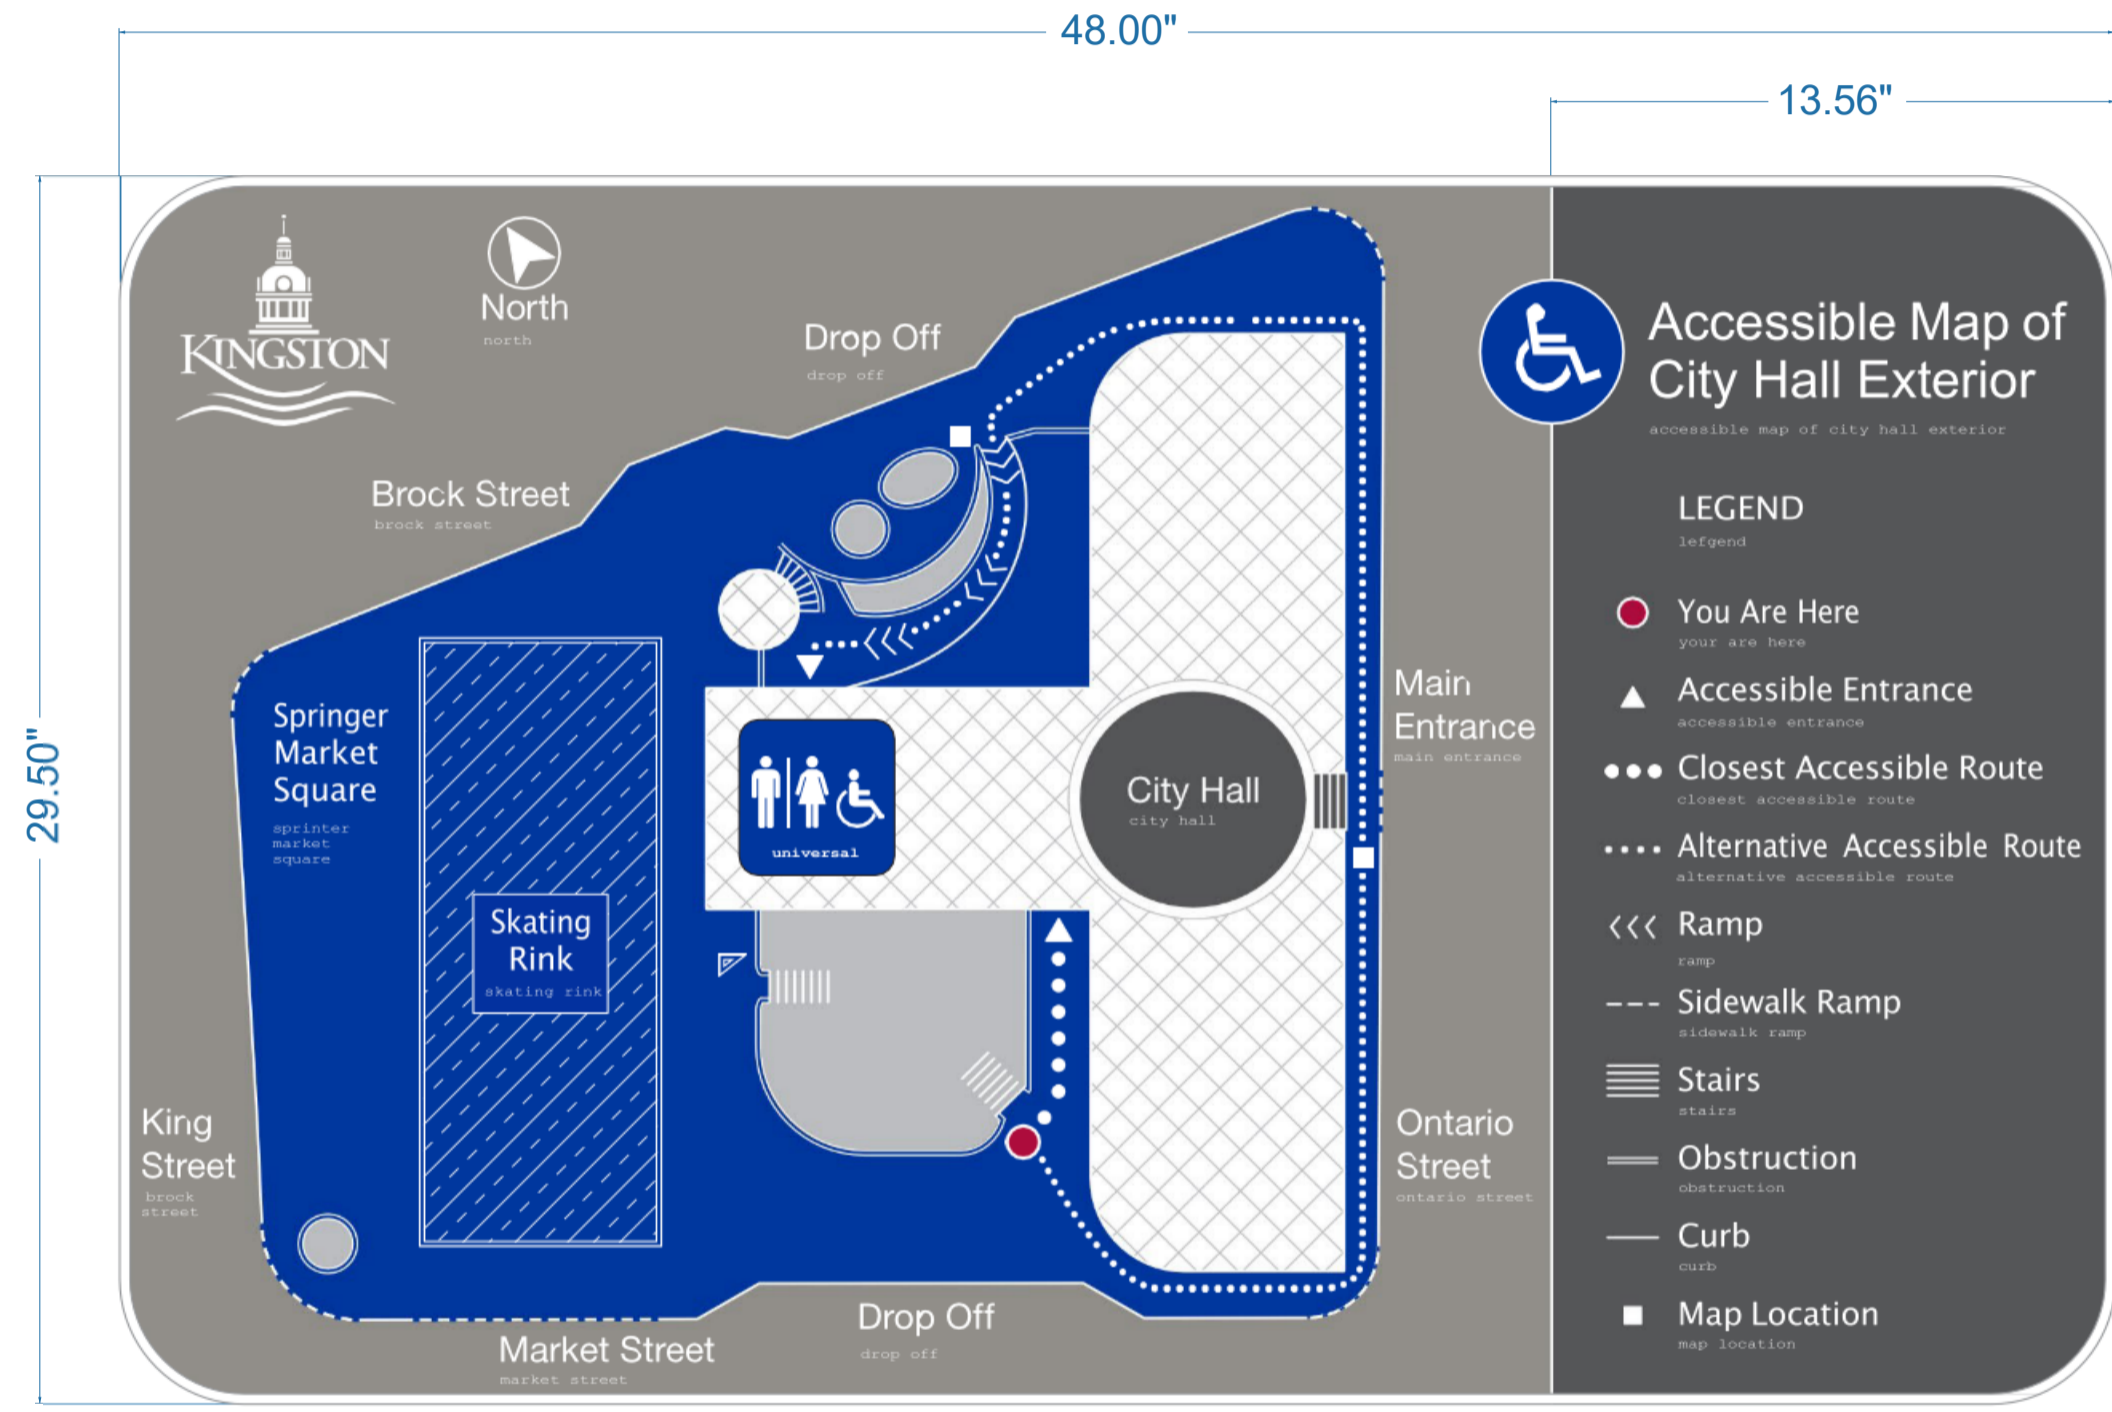 48.00"
13.56"
29.50"
KINGSTON
North
north
Drop Off
drop off
Brock Street
brock street
Springer
Market
Square
sprinter
market
square
Skating
Rink
skating rink
universal
City Hall
city hall
Main
Entrance
main entrance
King
Street
brock
street
Ontario
Street
ontario street
Drop Off
drop off
Market Street
market street
Accessible Map of
City Hall Exterior
accessible map of city hall exterior
LEGEND
lefgend
You Are Here
your are here
Accessible Entrance
accessible entrance
Closest Accessible Route
closest accessible route
Alternative Accessible Route
alternative accessible route
Ramp
ramp
Sidewalk Ramp
sidewalk ramp
Stairs
stairs
Obstruction
obstruction
Curb
curb
Map Location
map location